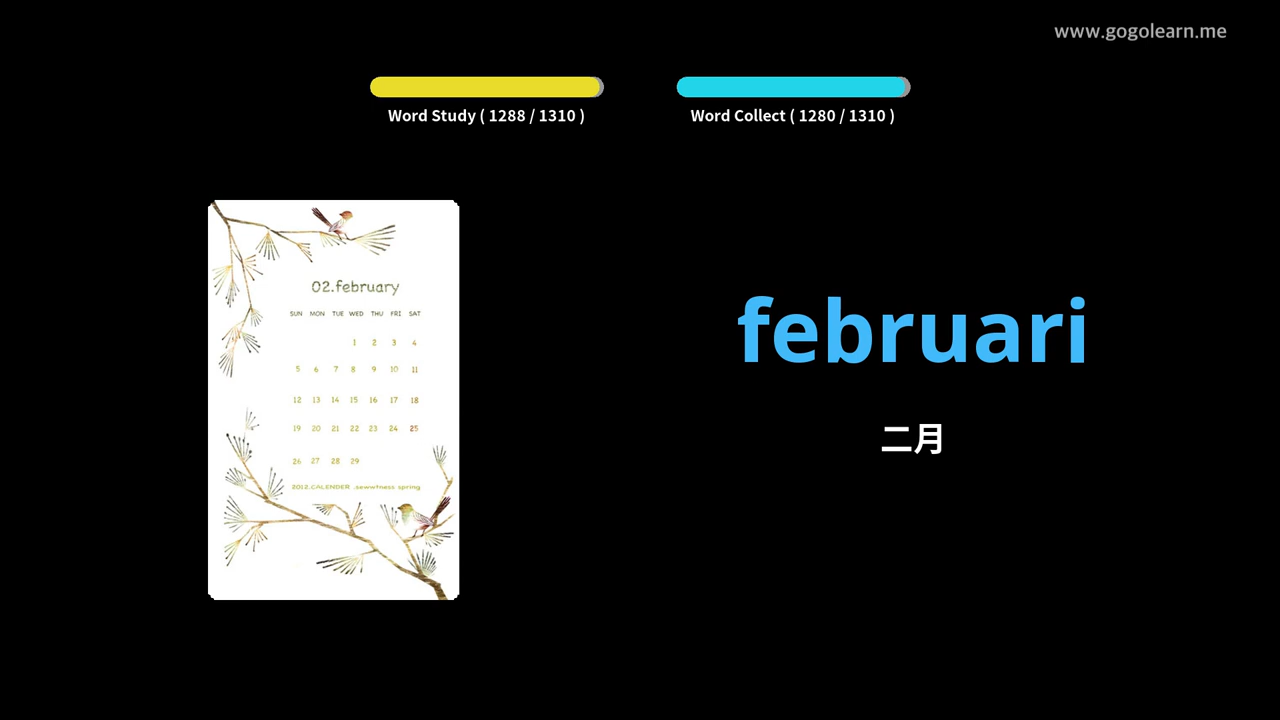 www.gogolearn.me
Word Study ( 1288 / 1310 )
Word Collect ( 1280 / 1310 )
02.february
SUN MON TUE WED THU FRI SAT
1 2 3 4
5 6 7 8 9 10 11
12 13 14 15 16 17 18
19 20 21 22 23 24 25
26 27 28 29
2012.CALENDER .sewwtness spring
februari
二月